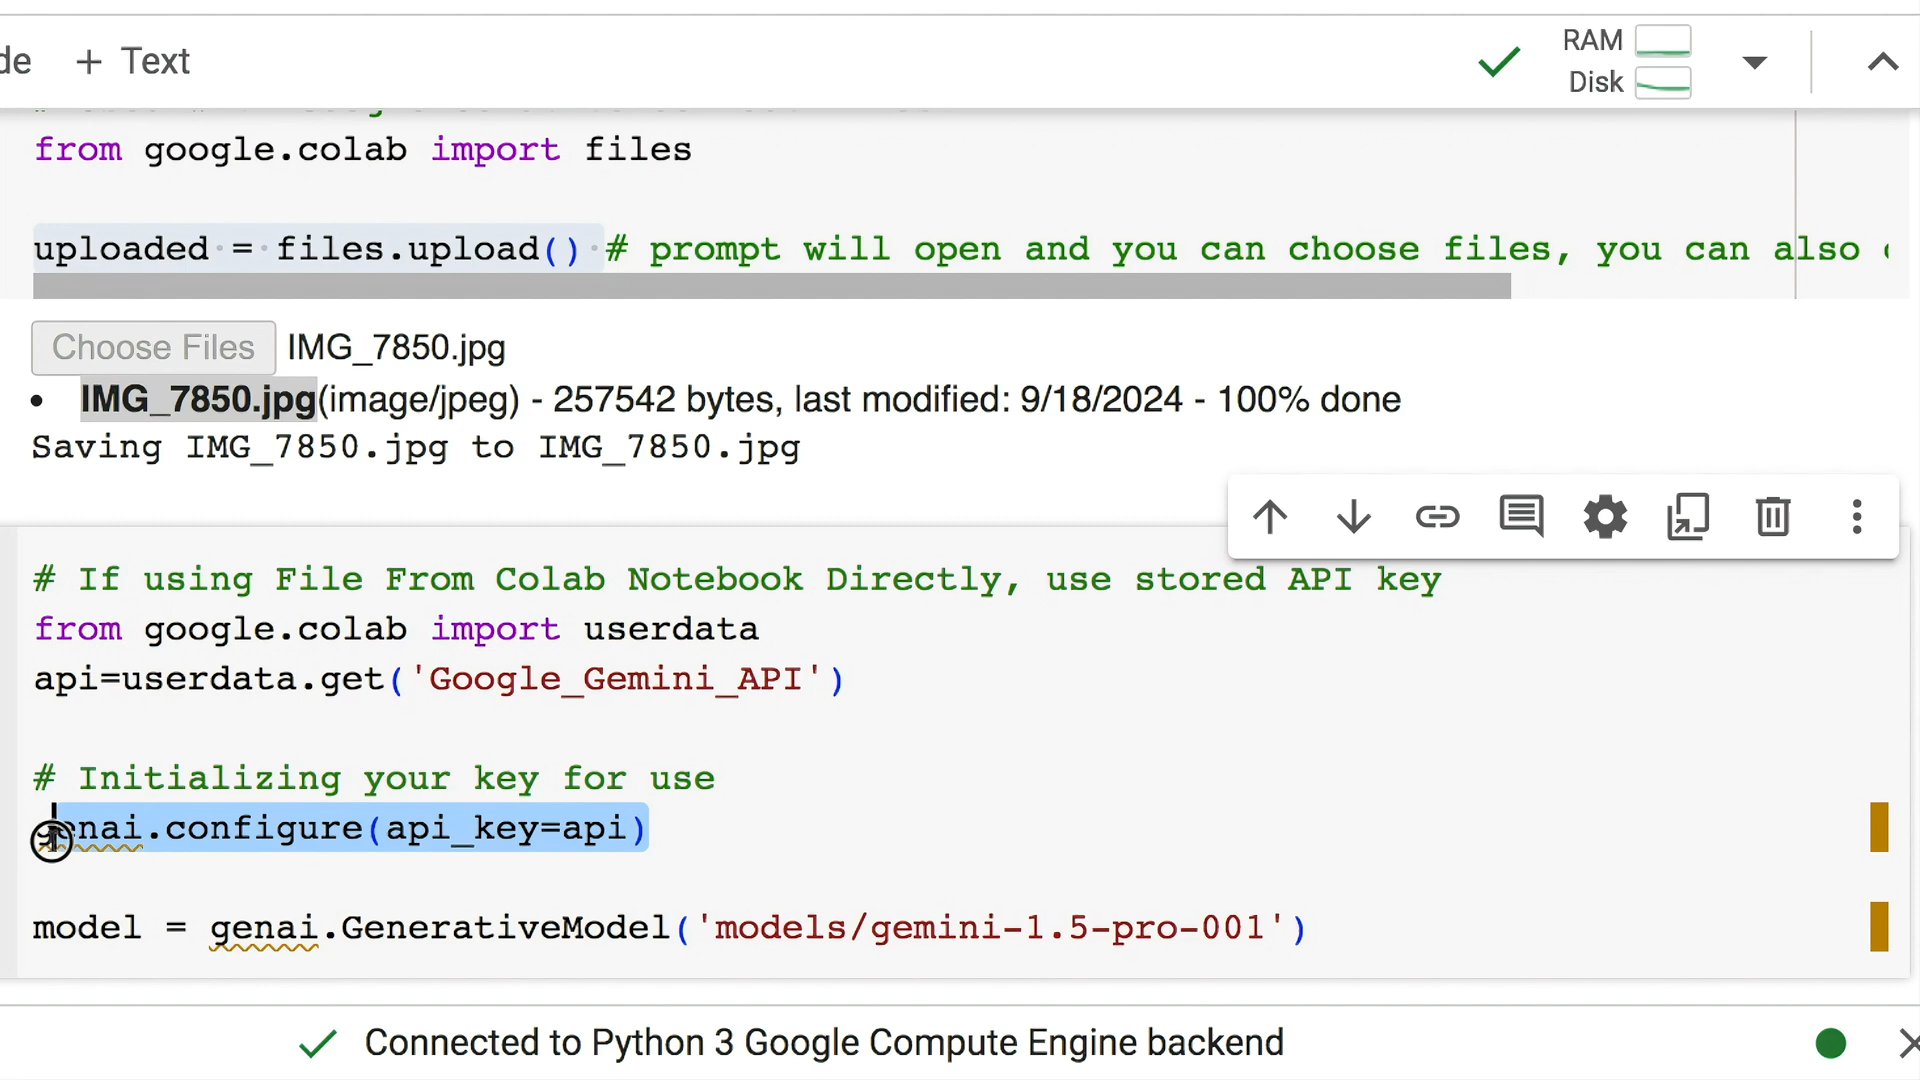 de + Text
RAM
Disk
from google.colab import files
uploaded = files.upload() # prompt will open and you can choose files, you can also
Choose Files IMG_7850.jpg
• IMG_7850.jpg(image/jpeg) - 257542 bytes, last modified: 9/18/2024 - 100% done
Saving IMG_7850.jpg to IMG_7850.jpg
# If using File From Colab Notebook Directly, use stored API key
from google.colab import userdata
api=userdata.get('Google_Gemini_API')
# Initializing your key for use
genai.configure(api_key=api)
model = genai.GenerativeModel('models/gemini-1.5-pro-001')
Connected to Python 3 Google Compute Engine backend